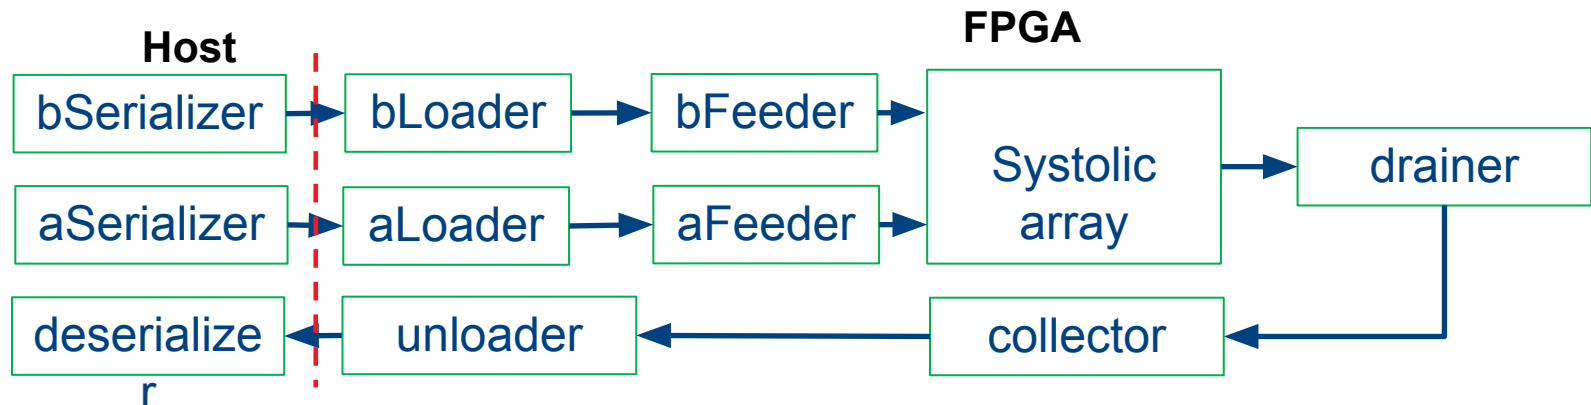 Host
FPGA
bSerializer
bLoader
bFeeder
Systolic
array
drainer
aSerializer
aLoader
aFeeder
deserialize
r
unloader
collector